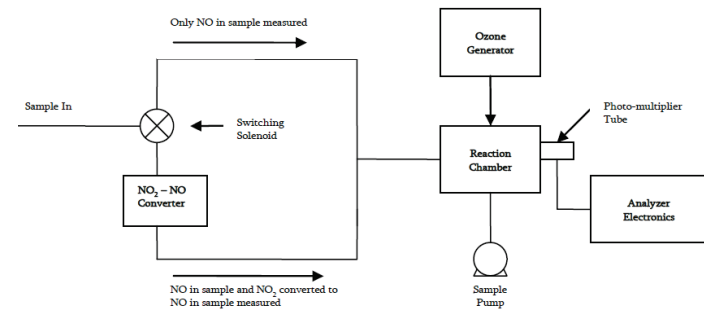 Only NO in sample measured
Ozone
Generator
Sample In
Switching
Solenoid
Photo-multiplier
Tube
Reaction
Chamber
NO₂ – NO
Converter
Analyzer
Electronics
NO in sample and NO₂ converted to
NO in sample measured
Sample
Pump